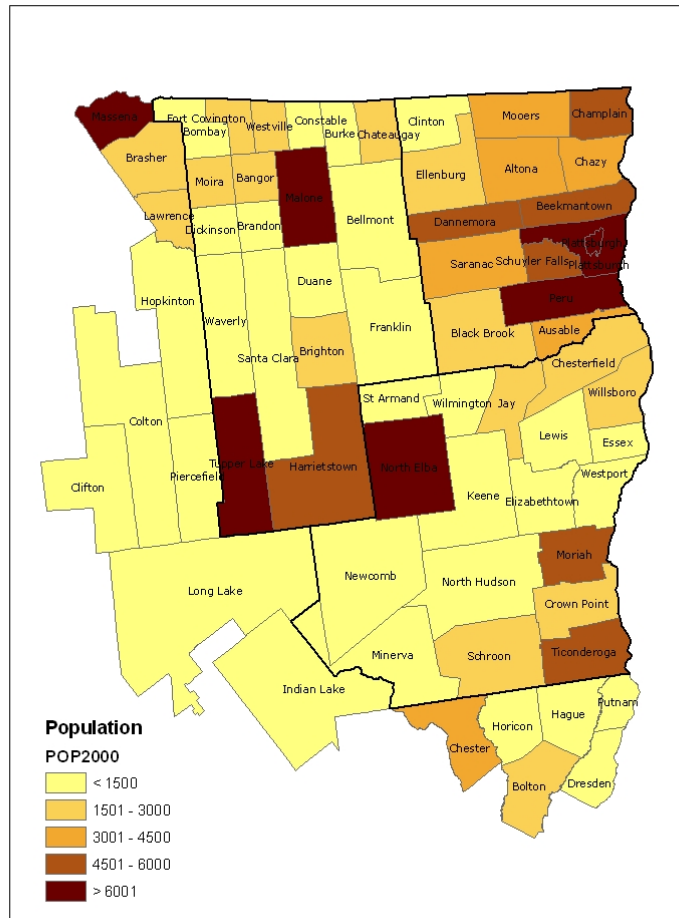 Massena
Fort Covington
Bombay
Westville
Constable
Burke
Chateaugay
Clinton
Mooers
Champlain
Brasher
Moira
Bangor
Malone
Ellenburg
Altona
Chazy
Lawrence
Dickinson
Brandon
Bellmont
Dannemora
Beekmantown
Plattsburgh
Saranac
Schuyler Falls
Plattsburgh
Hopkinton
Duane
Peru
Waverly
Santa Clara
Franklin
Black Brook
Ausable
Brighton
Chesterfield
St Armand
Wilmington
Jay
Willsboro
Colton
Lewis
Essex
Clifton
Piercefield
Tupper Lake
Harrietstown
North Elba
Keene
Elizabethtown
Westport
Long Lake
Newcomb
North Hudson
Moriah
Crown Point
Minerva
Schroon
Ticonderoga
Indian Lake
Chester
Horicon
Hague
Putnam
Bolton
Dresden
Population
POP2000
< 1500
1501 - 3000
3001 - 4500
4501 - 6000
> 6001